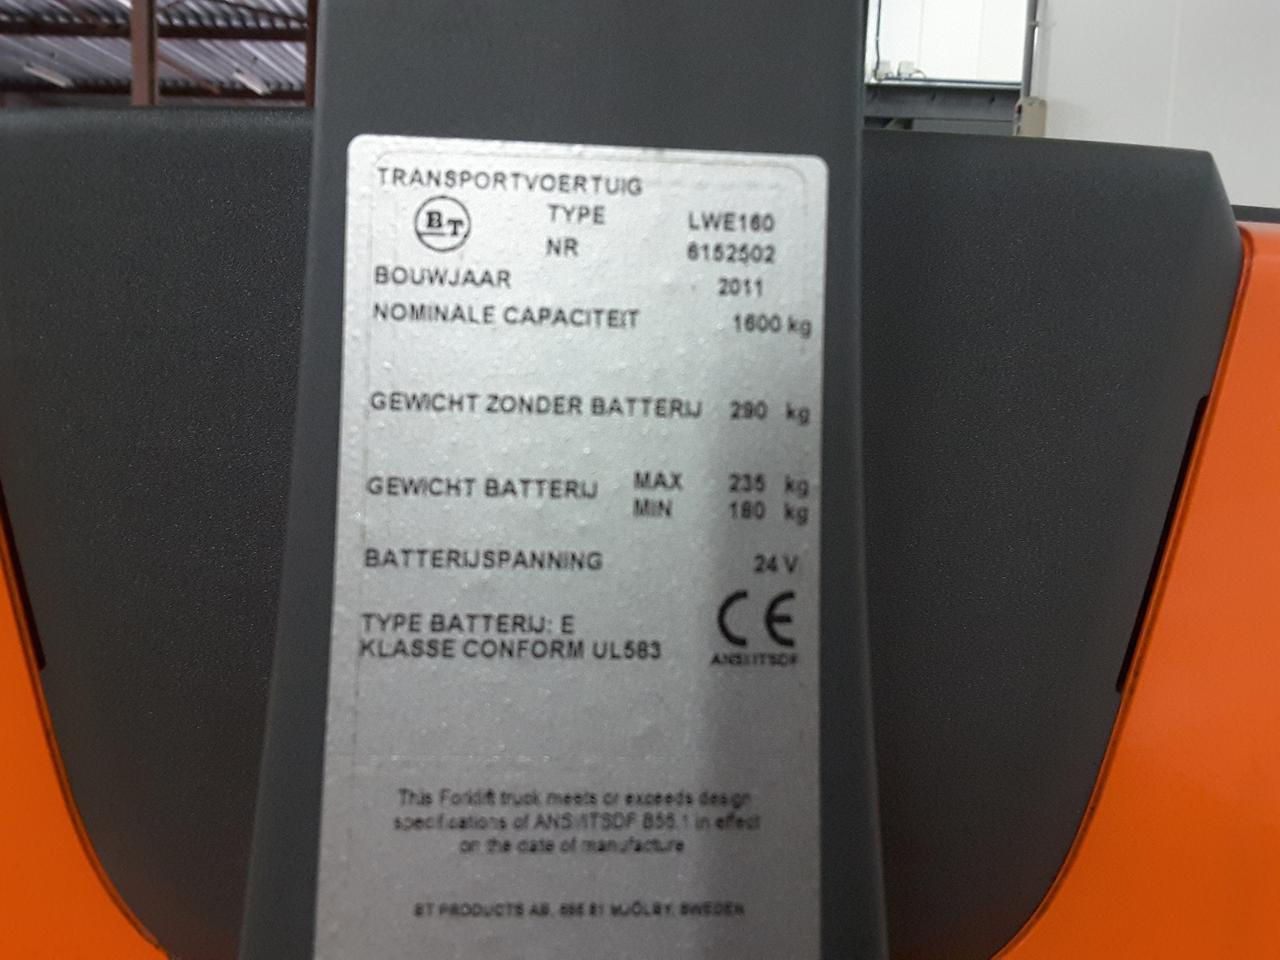 TRANSPORTVOERTUIG
BT TYPE LWE160
NR 6152502
BOUWJAAR 2011
NOMINALE CAPACITEIT 1600 kg
GEWICHT ZONDER BATTERIJ 290 kg
GEWICHT BATTERIJ MAX 235 kg
MIN 180 kg
BATTERIJSPANNING 24 V
TYPE BATTERIJ: E
KLASSE CONFORM UL583
CE
ANSI/ITSDF
This Forklift truck meets or exceeds design
specifications of ANSI/ITSDF B56.1 in effect
on the date of manufacture
BT PRODUCTS AB, MJÖLBY, SWEDEN